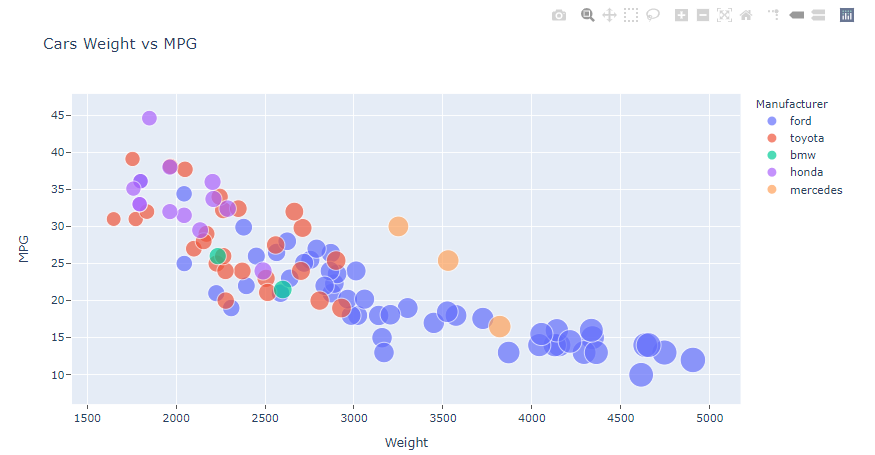 Cars Weight vs MPG
45
40
35
30
25
20
15
10
MPG
1500 2000 2500 3000 3500 4000 4500 5000
Weight
Manufacturer
ford
toyota
bmw
honda
mercedes